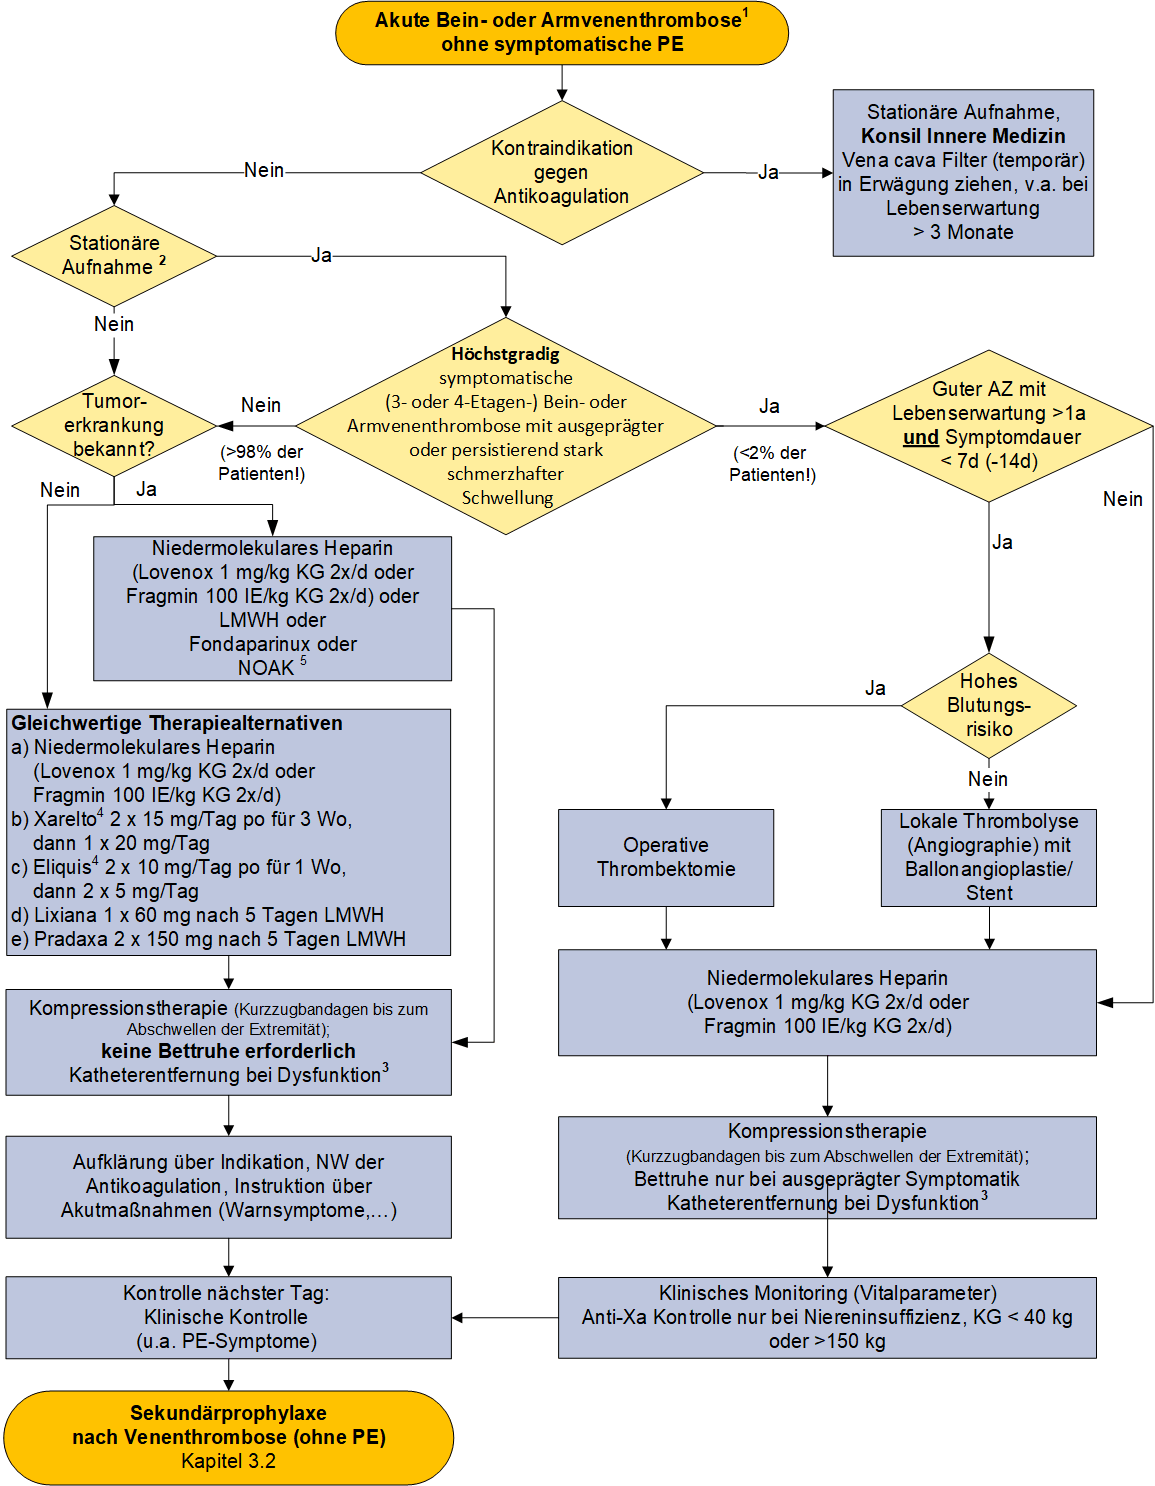 Akute Bein- oder Armvenenthrombose¹
ohne symptomatische PE
Kontraindikation
gegen
Antikoagulation
Nein
Ja
Stationäre Aufnahme,
Konsil Innere Medizin
Vena cava Filter (temporär)
in Erwägung ziehen, v.a. bei
Lebenserwartung
> 3 Monate
Stationäre
Aufnahme ²
Ja
Nein
Höchstgradig
symptomatische
(3- oder 4-Etagen-) Bein- oder
Armvenenthrombose mit ausgeprägter
oder persistierend stark
schmerzhafter
Schwellung
Nein
(>98% der
Patienten!)
Ja
(<2% der
Patienten!)
Guter AZ mit
Lebenserwartung >1a
und Symptomdauer
< 7d (-14d)
Nein
Ja
Tumor-
erkrankung
bekannt?
Nein
Ja
Niedermolekulares Heparin
(Lovenox 1 mg/kg KG 2x/d oder
Fragmin 100 IE/kg KG 2x/d) oder
LMWH oder
Fondaparinux oder
NOAK ⁵
Hohes
Blutungs-
risiko
Ja
Nein
Gleichwertige Therapiealternativen
a) Niedermolekulares Heparin
(Lovenox 1 mg/kg KG 2x/d oder
Fragmin 100 IE/kg KG 2x/d)
b) Xarelto⁴ 2 x 15 mg/Tag po für 3 Wo,
dann 1 x 20 mg/Tag
c) Eliquis⁴ 2 x 10 mg/Tag po für 1 Wo,
dann 2 x 5 mg/Tag
d) Lixiana 1 x 60 mg nach 5 Tagen LMWH
e) Pradaxa 2 x 150 mg nach 5 Tagen LMWH
Operative
Thrombektomie
Lokale Thrombolyse
(Angiographie) mit
Ballonangioplastie/
Stent
Niedermolekulares Heparin
(Lovenox 1 mg/kg KG 2x/d oder
Fragmin 100 IE/kg KG 2x/d)
Kompressionstherapie (Kurzzugbandagen bis zum
Abschwellen der Extremität);
keine Bettruhe erforderlich
Katheterentfernung bei Dysfunktion³
Kompressionstherapie
(Kurzzugbandagen bis zum Abschwellen der Extremität);
Bettruhe nur bei ausgeprägter Symptomatik
Katheterentfernung bei Dysfunktion³
Aufklärung über Indikation, NW der
Antikoagulation, Instruktion über
Akutmaßnahmen (Warnsymptome,…)
Kontrolle nächster Tag:
Klinische Kontrolle
(u.a. PE-Symptome)
Klinisches Monitoring (Vitalparameter)
Anti-Xa Kontrolle nur bei Niereninsuffizienz, KG < 40 kg
oder >150 kg
Sekundärprophylaxe
nach Venenthrombose (ohne PE)
Kapitel 3.2